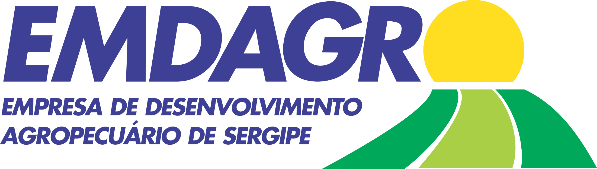 EMDAGRO
EMPRESA DE DESENVOLVIMENTO
AGROPECUÁRIO DE SERGIPE